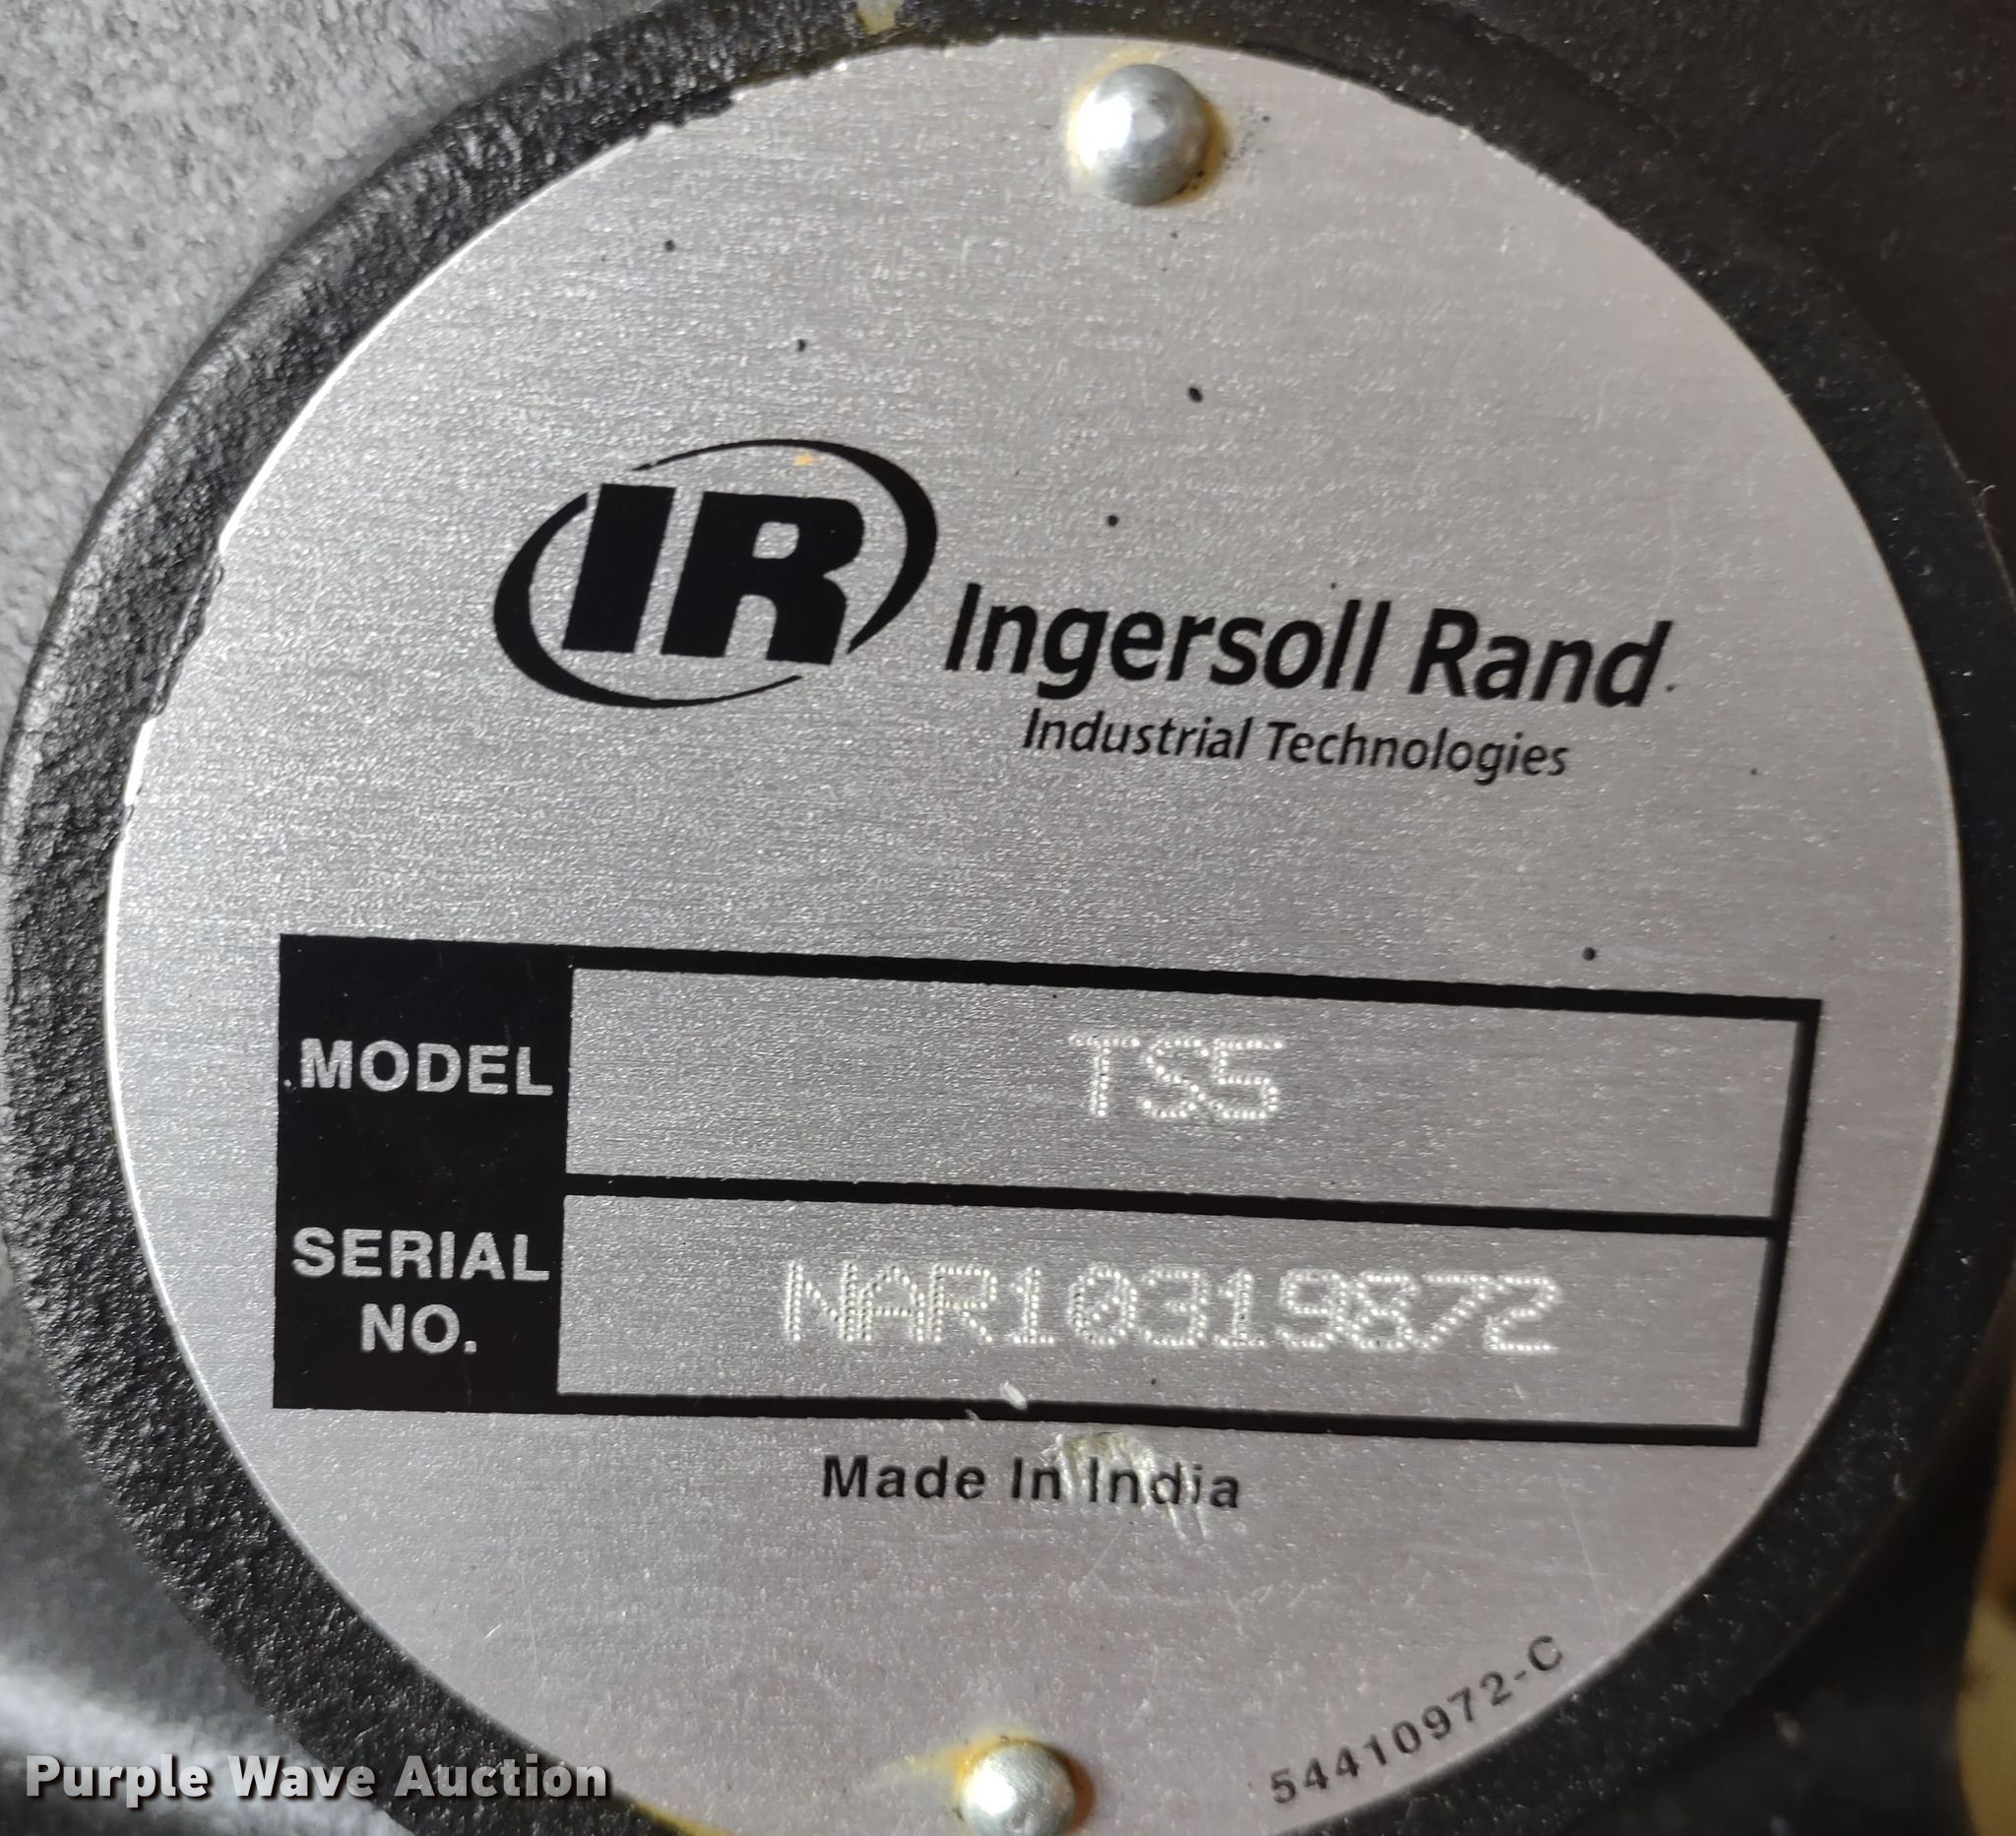 IR Ingersoll Rand
Industrial Technologies
MODEL TS5
SERIAL NO. NAR10319872
Made In India
54410972-C
Purple Wave Auction